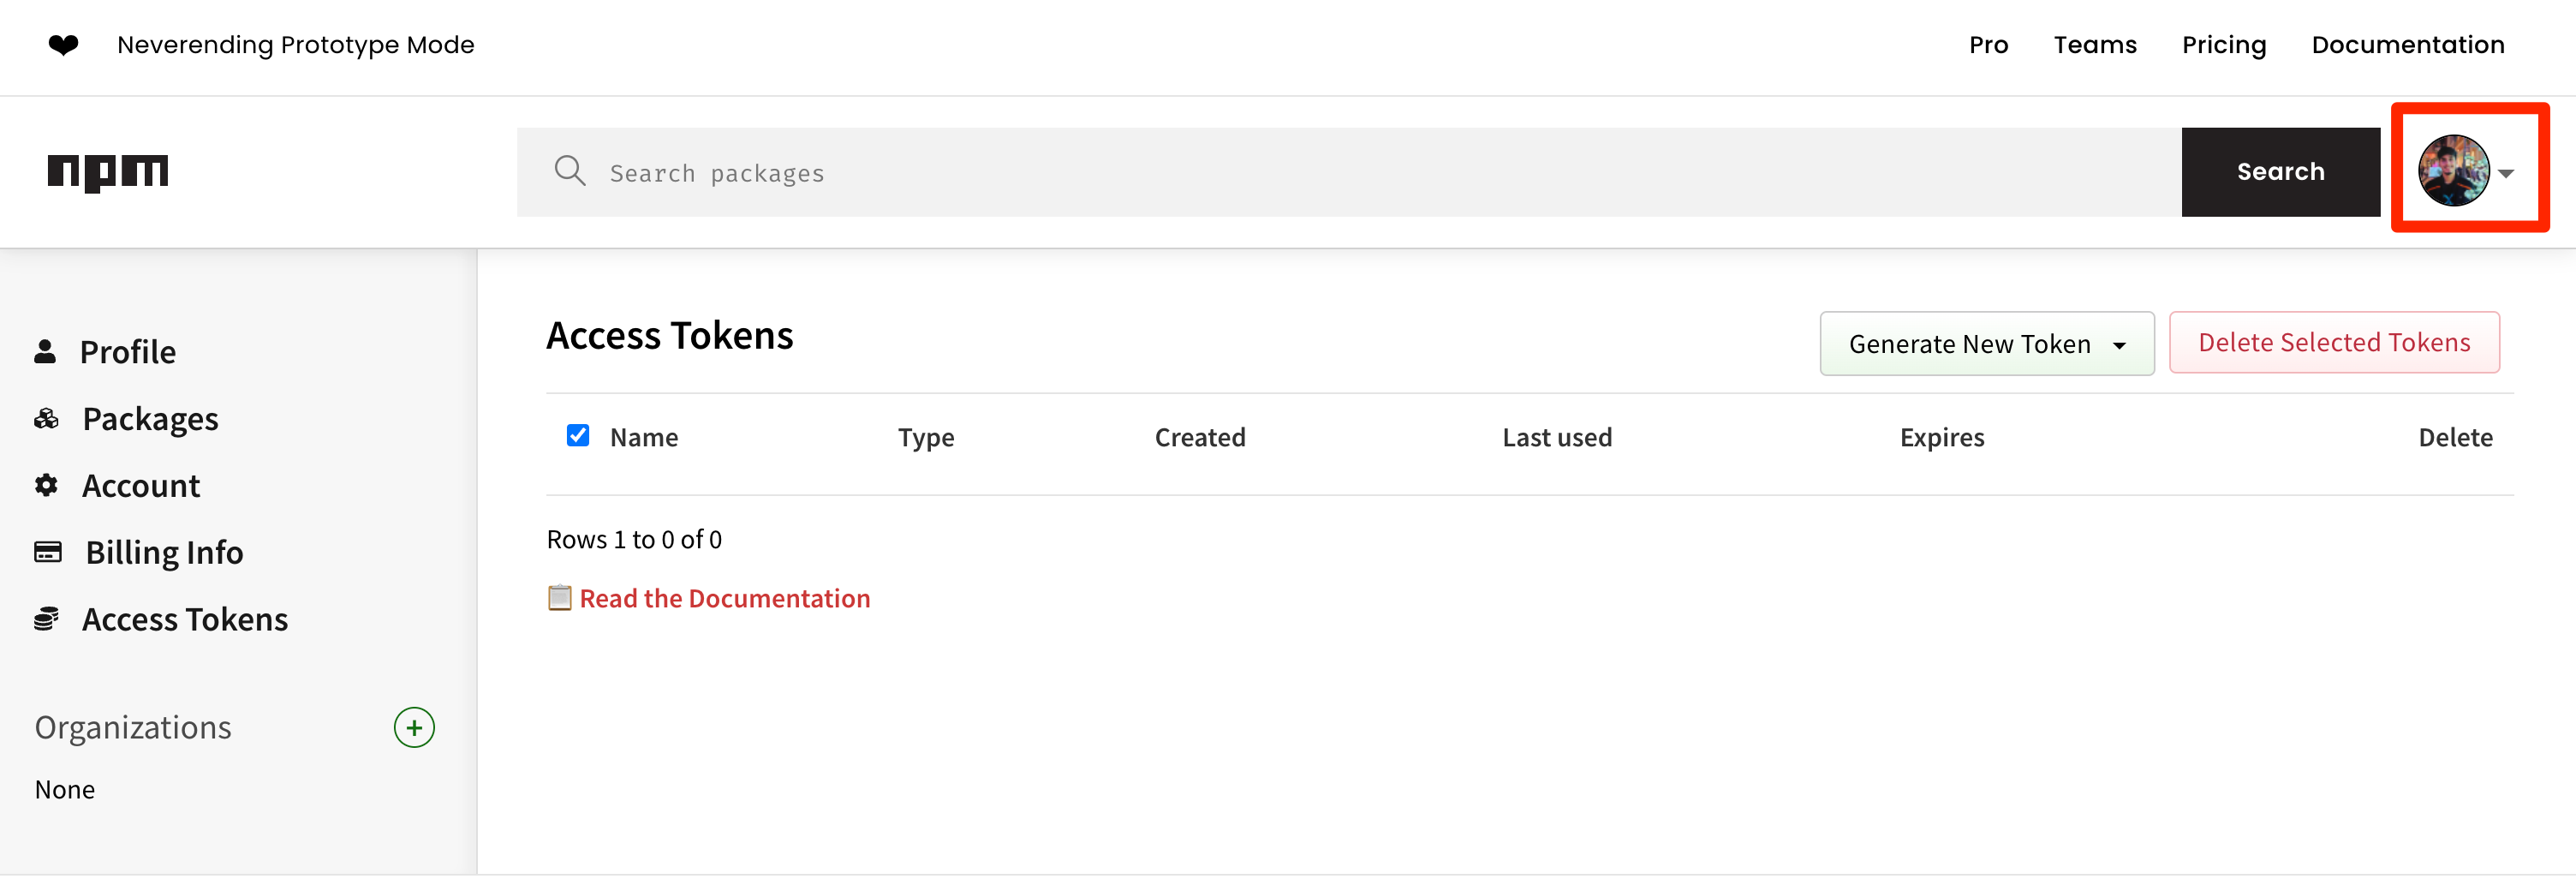 ❤ Neverending Prototype Mode
Pro Teams Pricing Documentation
npm
Search packages
Search
Profile
Packages
Account
Billing Info
Access Tokens
Organizations
None
Access Tokens
Generate New Token
Delete Selected Tokens
Name Type Created Last used Expires Delete
Rows 1 to 0 of 0
Read the Documentation